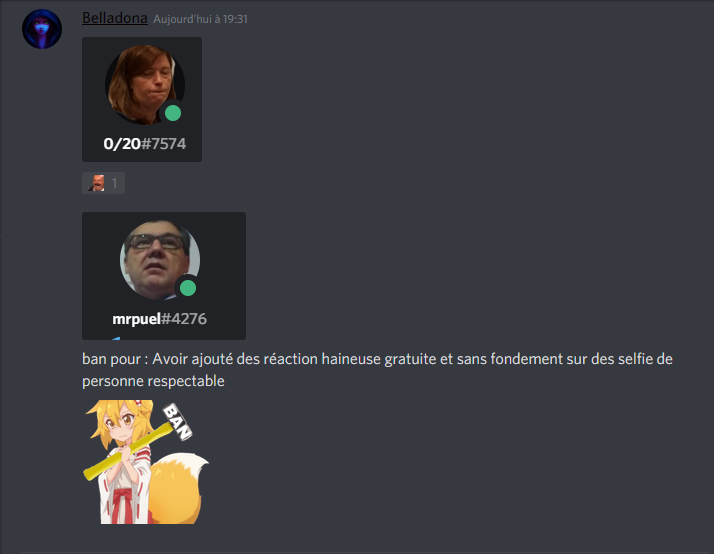 Belladona Aujourd'hui à 19:31
0/20#7574
1
mrpuel#4276
ban pour : Avoir ajouté des réaction haineuse gratuite et sans fondement sur des selfie de
personne respectable
BAN